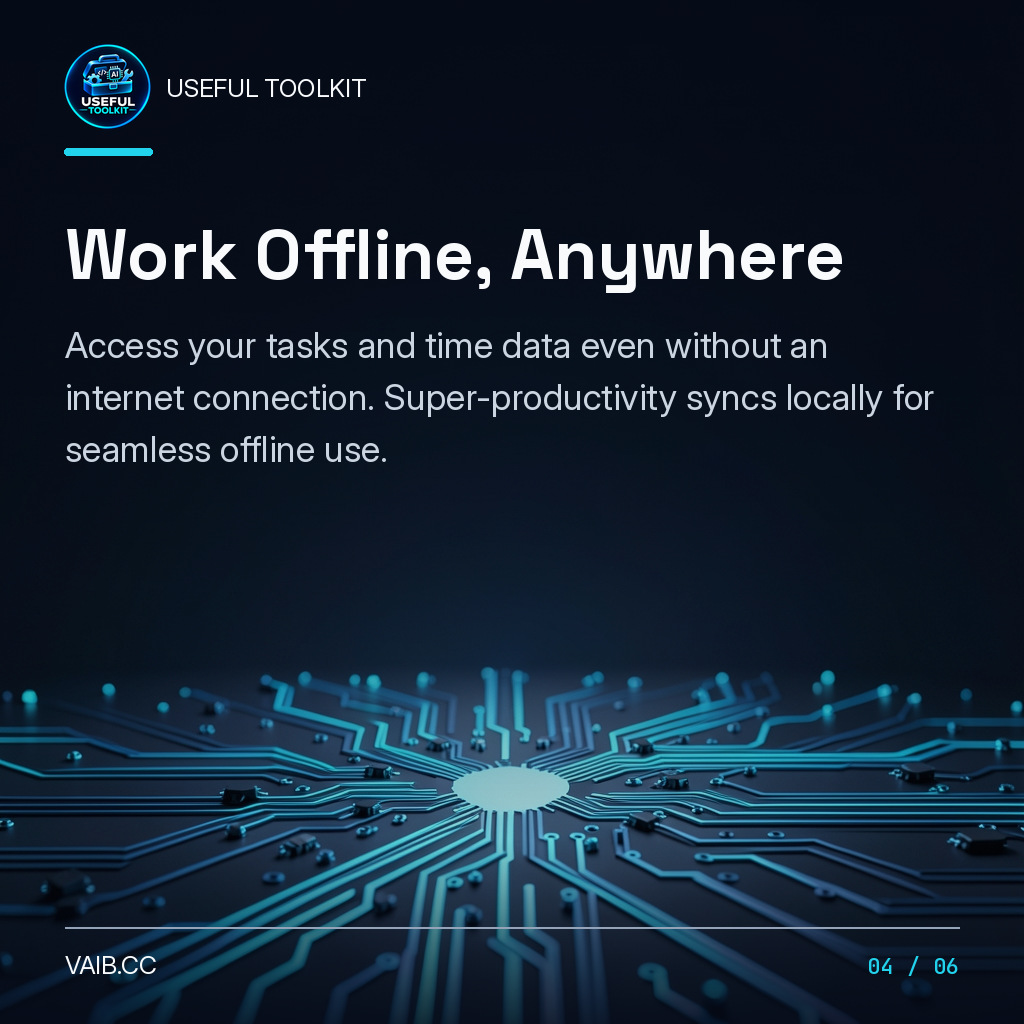 AI
USEFUL
TOOLKIT
USEFUL TOOLKIT
Work Offline, Anywhere
Access your tasks and time data even without an
internet connection. Super-productivity syncs locally for
seamless offline use.
VAIB.CC
04 / 06